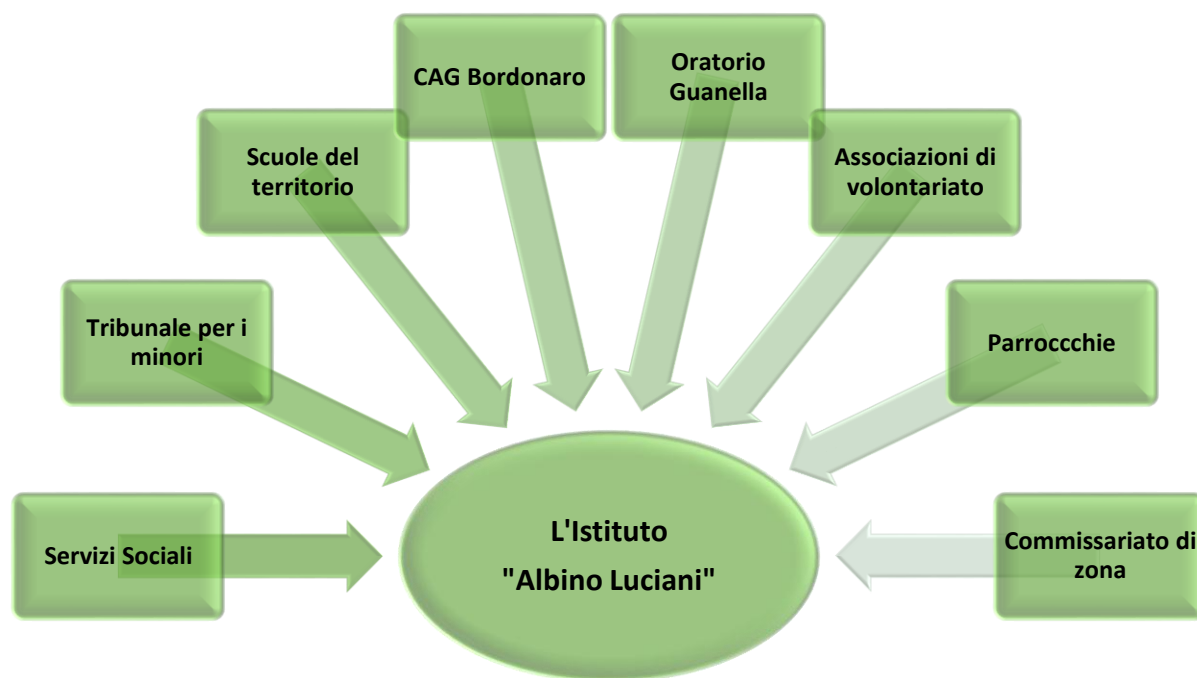 CAG Bordonaro
Oratorio
Guanella
Scuole del
territorio
Associazioni di
volontariato
Tribunale per i
minori
Parroccchie
Servizi Sociali
L'Istituto
"Albino Luciani"
Commissariato di
zona